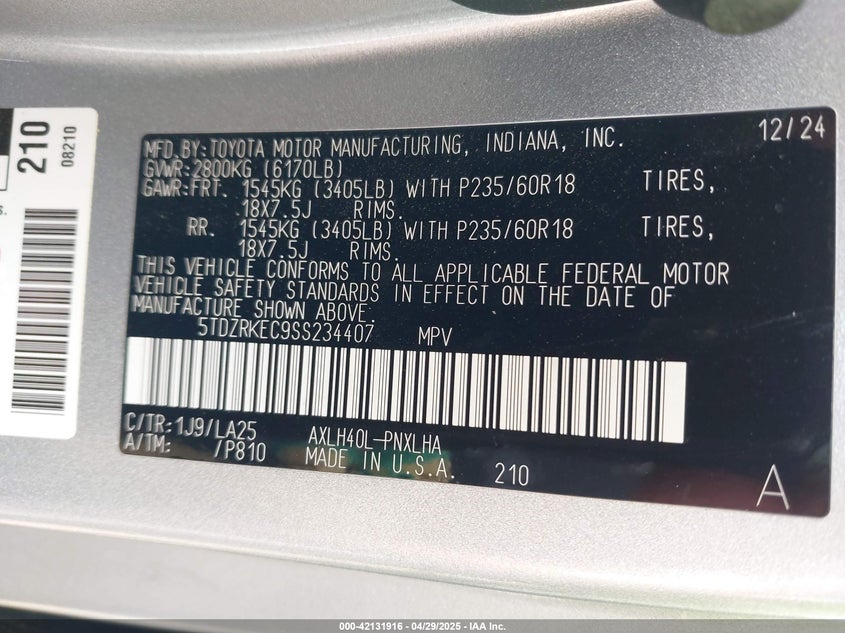 210
08210
s.
MFD.BY:TOYOTA MOTOR MANUFACTURING, INDIANA, INC. 12/24
GVWR:2800KG (6170LB)
GAWR:FRT. 1545KG (3405LB) WITH P235/60R18 TIRES,
18X7.5J RIMS.
RR. 1545KG (3405LB) WITH P235/60R18 TIRES,
18X7.5J RIMS.
THIS VEHICLE CONFORMS TO ALL APPLICABLE FEDERAL MOTOR
VEHICLE SAFETY STANDARDS IN EFFECT ON THE DATE OF
MANUFACTURE SHOWN ABOVE.
5TDZRKEC9SS234407 MPV
C/TR:1J9/LA25 AXLH40L-PNXLHA
A/TM: /P810 MADE IN U.S.A. 210
A
000-42131916 - 04/29/2025 - IAA Inc.